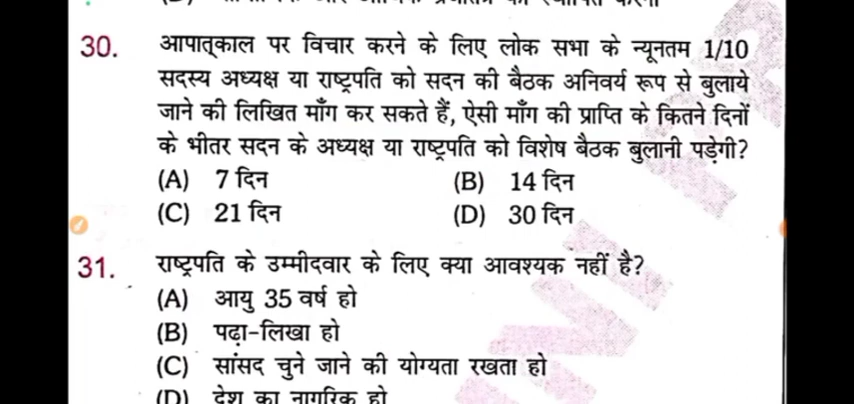 30. आपात्काल पर विचार करने के लिए लोक सभा के न्यूनतम 1/10
सदस्य अध्यक्ष या राष्ट्रपति को सदन की बैठक अनिवर्य रूप से बुलाये
जाने की लिखित माँग कर सकते हैं, ऐसी माँग की प्राप्ति के कितने दिनों
के भीतर सदन के अध्यक्ष या राष्ट्रपति को विशेष बैठक बुलानी पड़ेगी?
(A) 7 दिन (B) 14 दिन
(C) 21 दिन (D) 30 दिन
31. राष्ट्रपति के उम्मीदवार के लिए क्या आवश्यक नहीं है?
(A) आयु 35 वर्ष हो
(B) पढ़ा-लिखा हो
(C) सांसद चुने जाने की योग्यता रखता हो
(D) देश का नागरिक हो